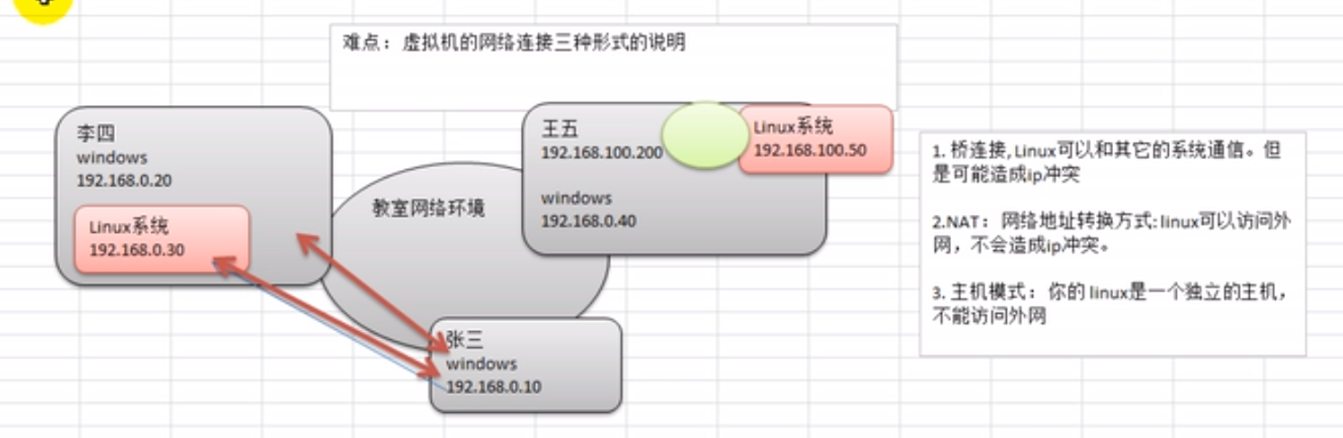 难点：虚拟机的网络连接三种形式的说明
李四
windows
192.168.0.20
Linux系统
192.168.0.30
教室网络环境
王五
192.168.100.200
windows
192.168.0.40
Linux系统
192.168.100.50
张三
windows
192.168.0.10
1. 桥连接,Linux可以和其它的系统通信。但
是可能造成ip冲突
2.NAT：网络地址转换方式:linux可以访问外
网，不会造成ip冲突。
3. 主机模式：你的linux是一个独立的主机，
不能访问外网